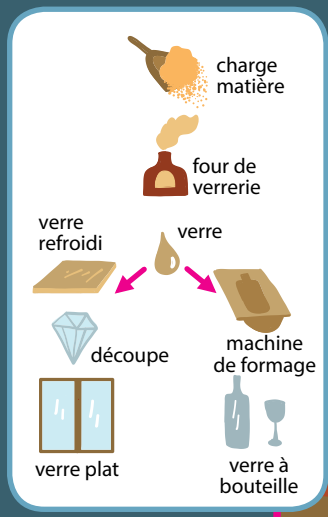 charge
matière
four de
verrerie
verre
refroidi
verre
découpe
machine
de formage
verre plat
verre à
bouteille